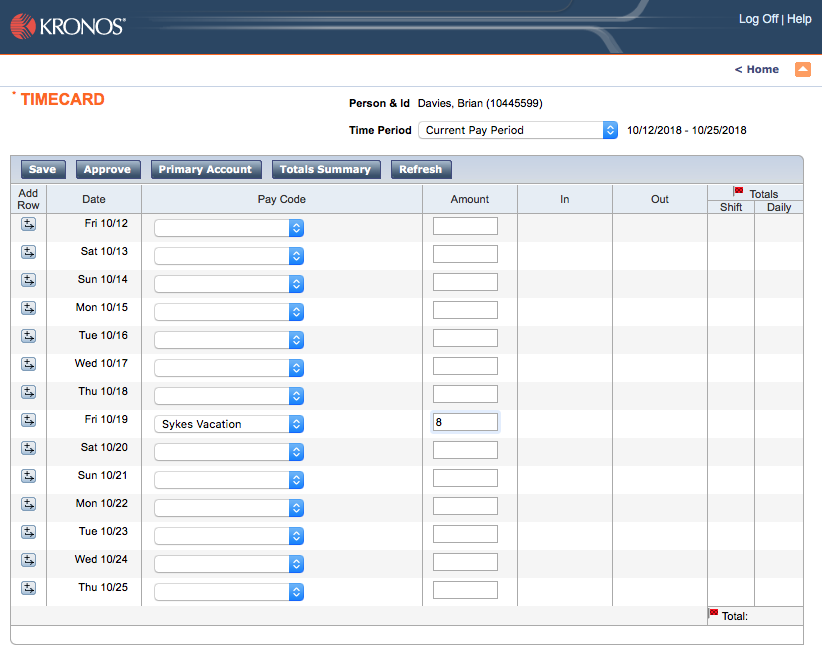 KRONOS®
Log Off | Help
< Home
* TIMECARD
Person & Id Davies, Brian (10445599)
Time Period Current Pay Period 10/12/2018 - 10/25/2018
Save Approve Primary Account Totals Summary Refresh
Add Row Date Pay Code Amount In Out Totals
Shift Daily
Fri 10/12
Sat 10/13
Sun 10/14
Mon 10/15
Tue 10/16
Wed 10/17
Thu 10/18
Fri 10/19 Sykes Vacation 8
Sat 10/20
Sun 10/21
Mon 10/22
Tue 10/23
Wed 10/24
Thu 10/25
Total: